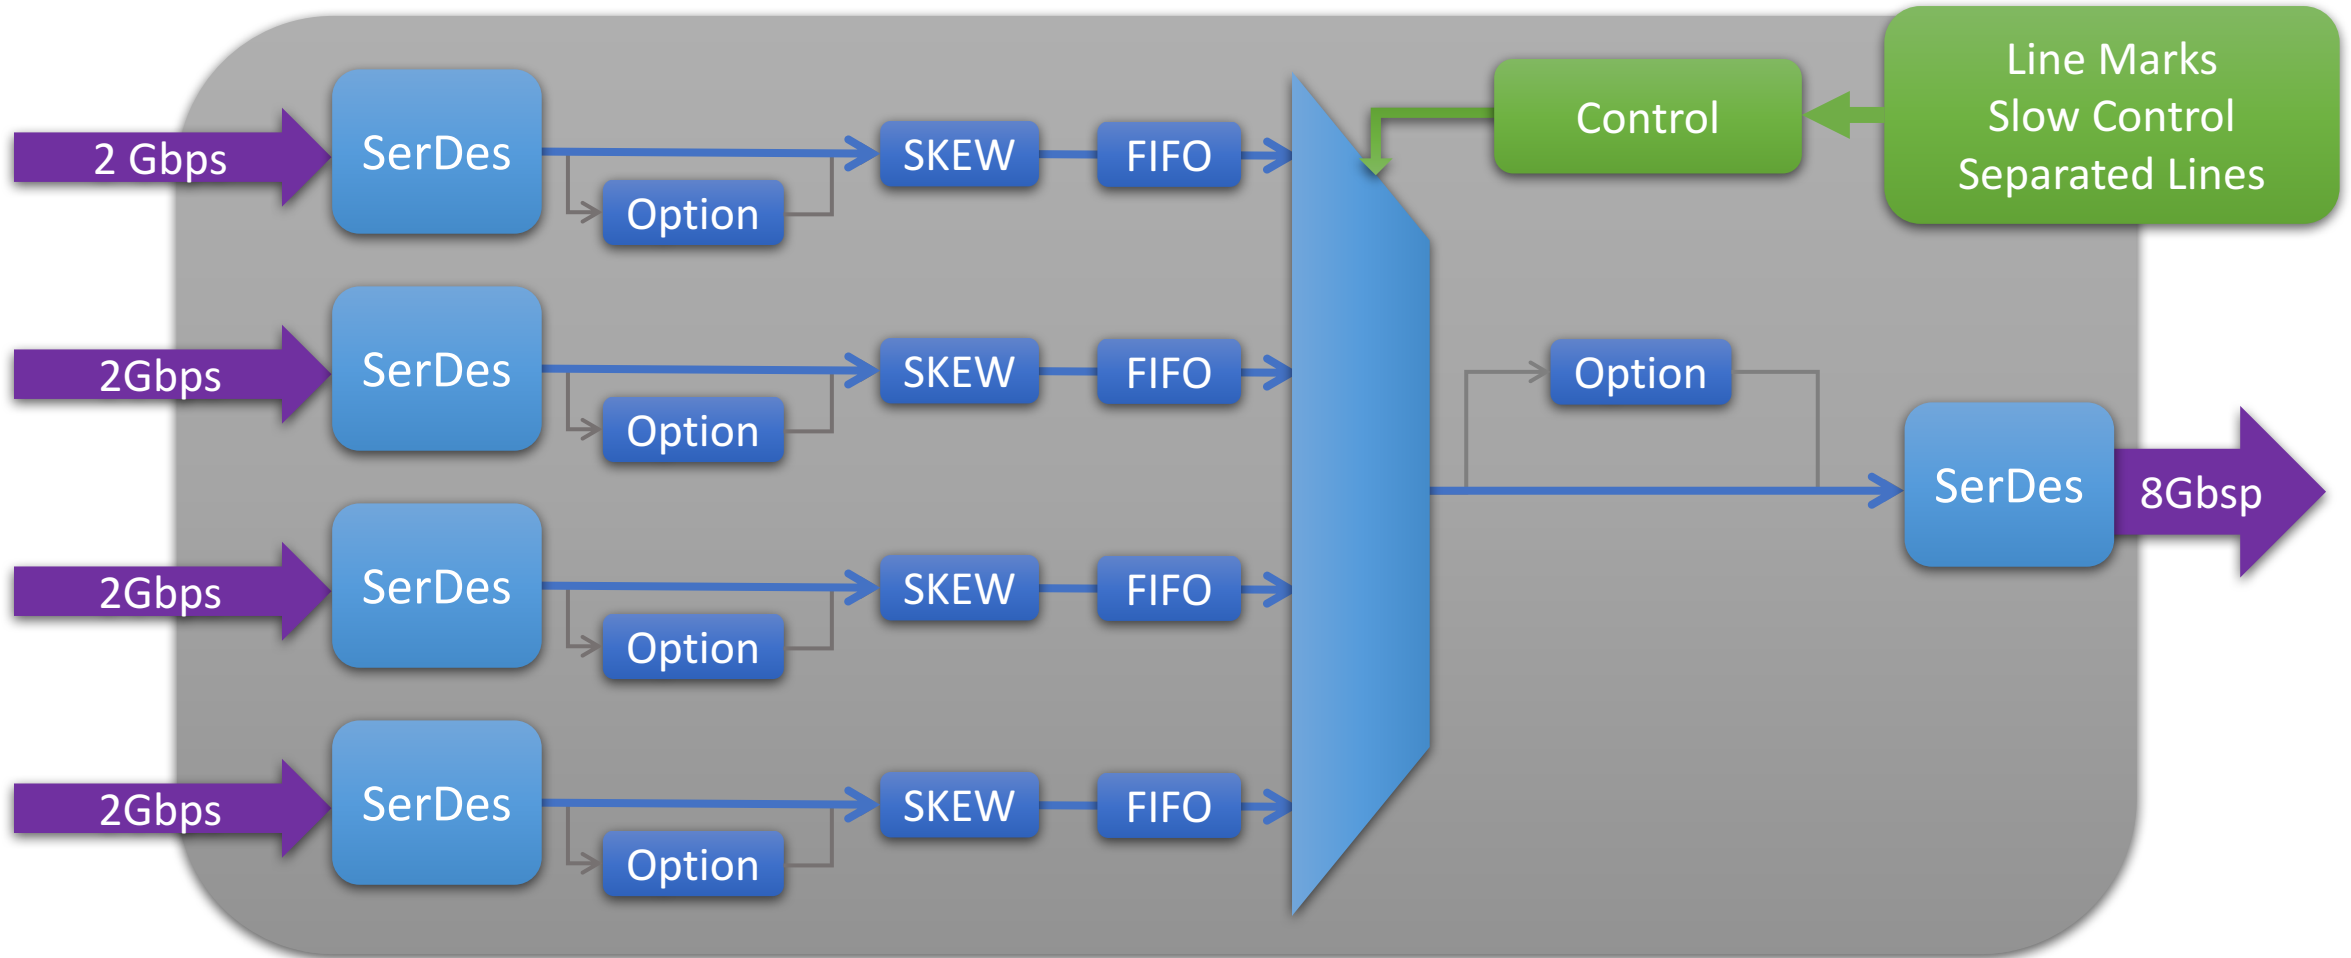 Line Marks
Slow Control
Separated Lines
Control
2 Gbps
SerDes
Option
SKEW
FIFO
2Gbps
SerDes
Option
SKEW
FIFO
Option
SerDes
8Gbsp
2Gbps
SerDes
Option
SKEW
FIFO
2Gbps
SerDes
Option
SKEW
FIFO